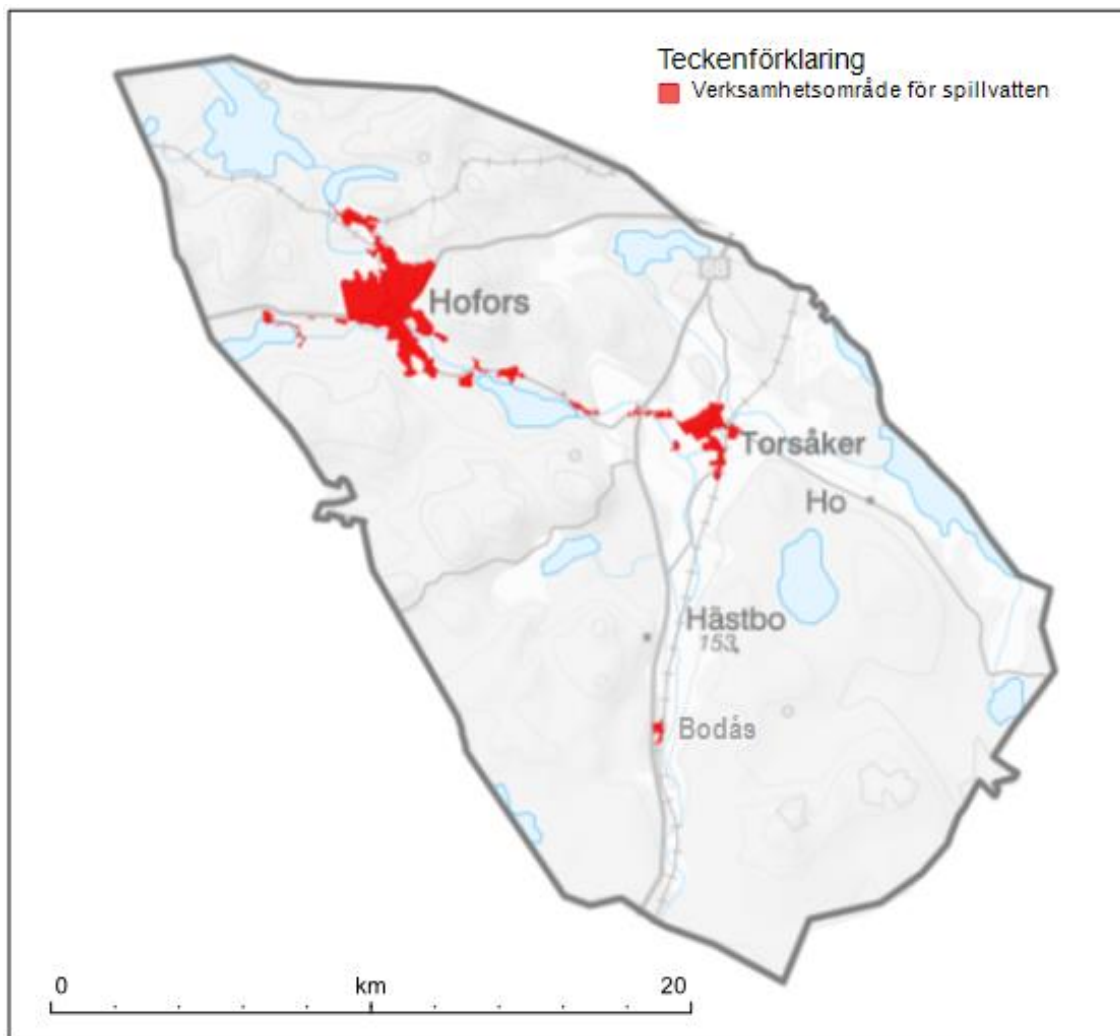 Teckenförklaring
Verksamhetsområde för spillvatten
Hofors
Torsåker
Ho
Hästbo
153
Bodås
0 km 20